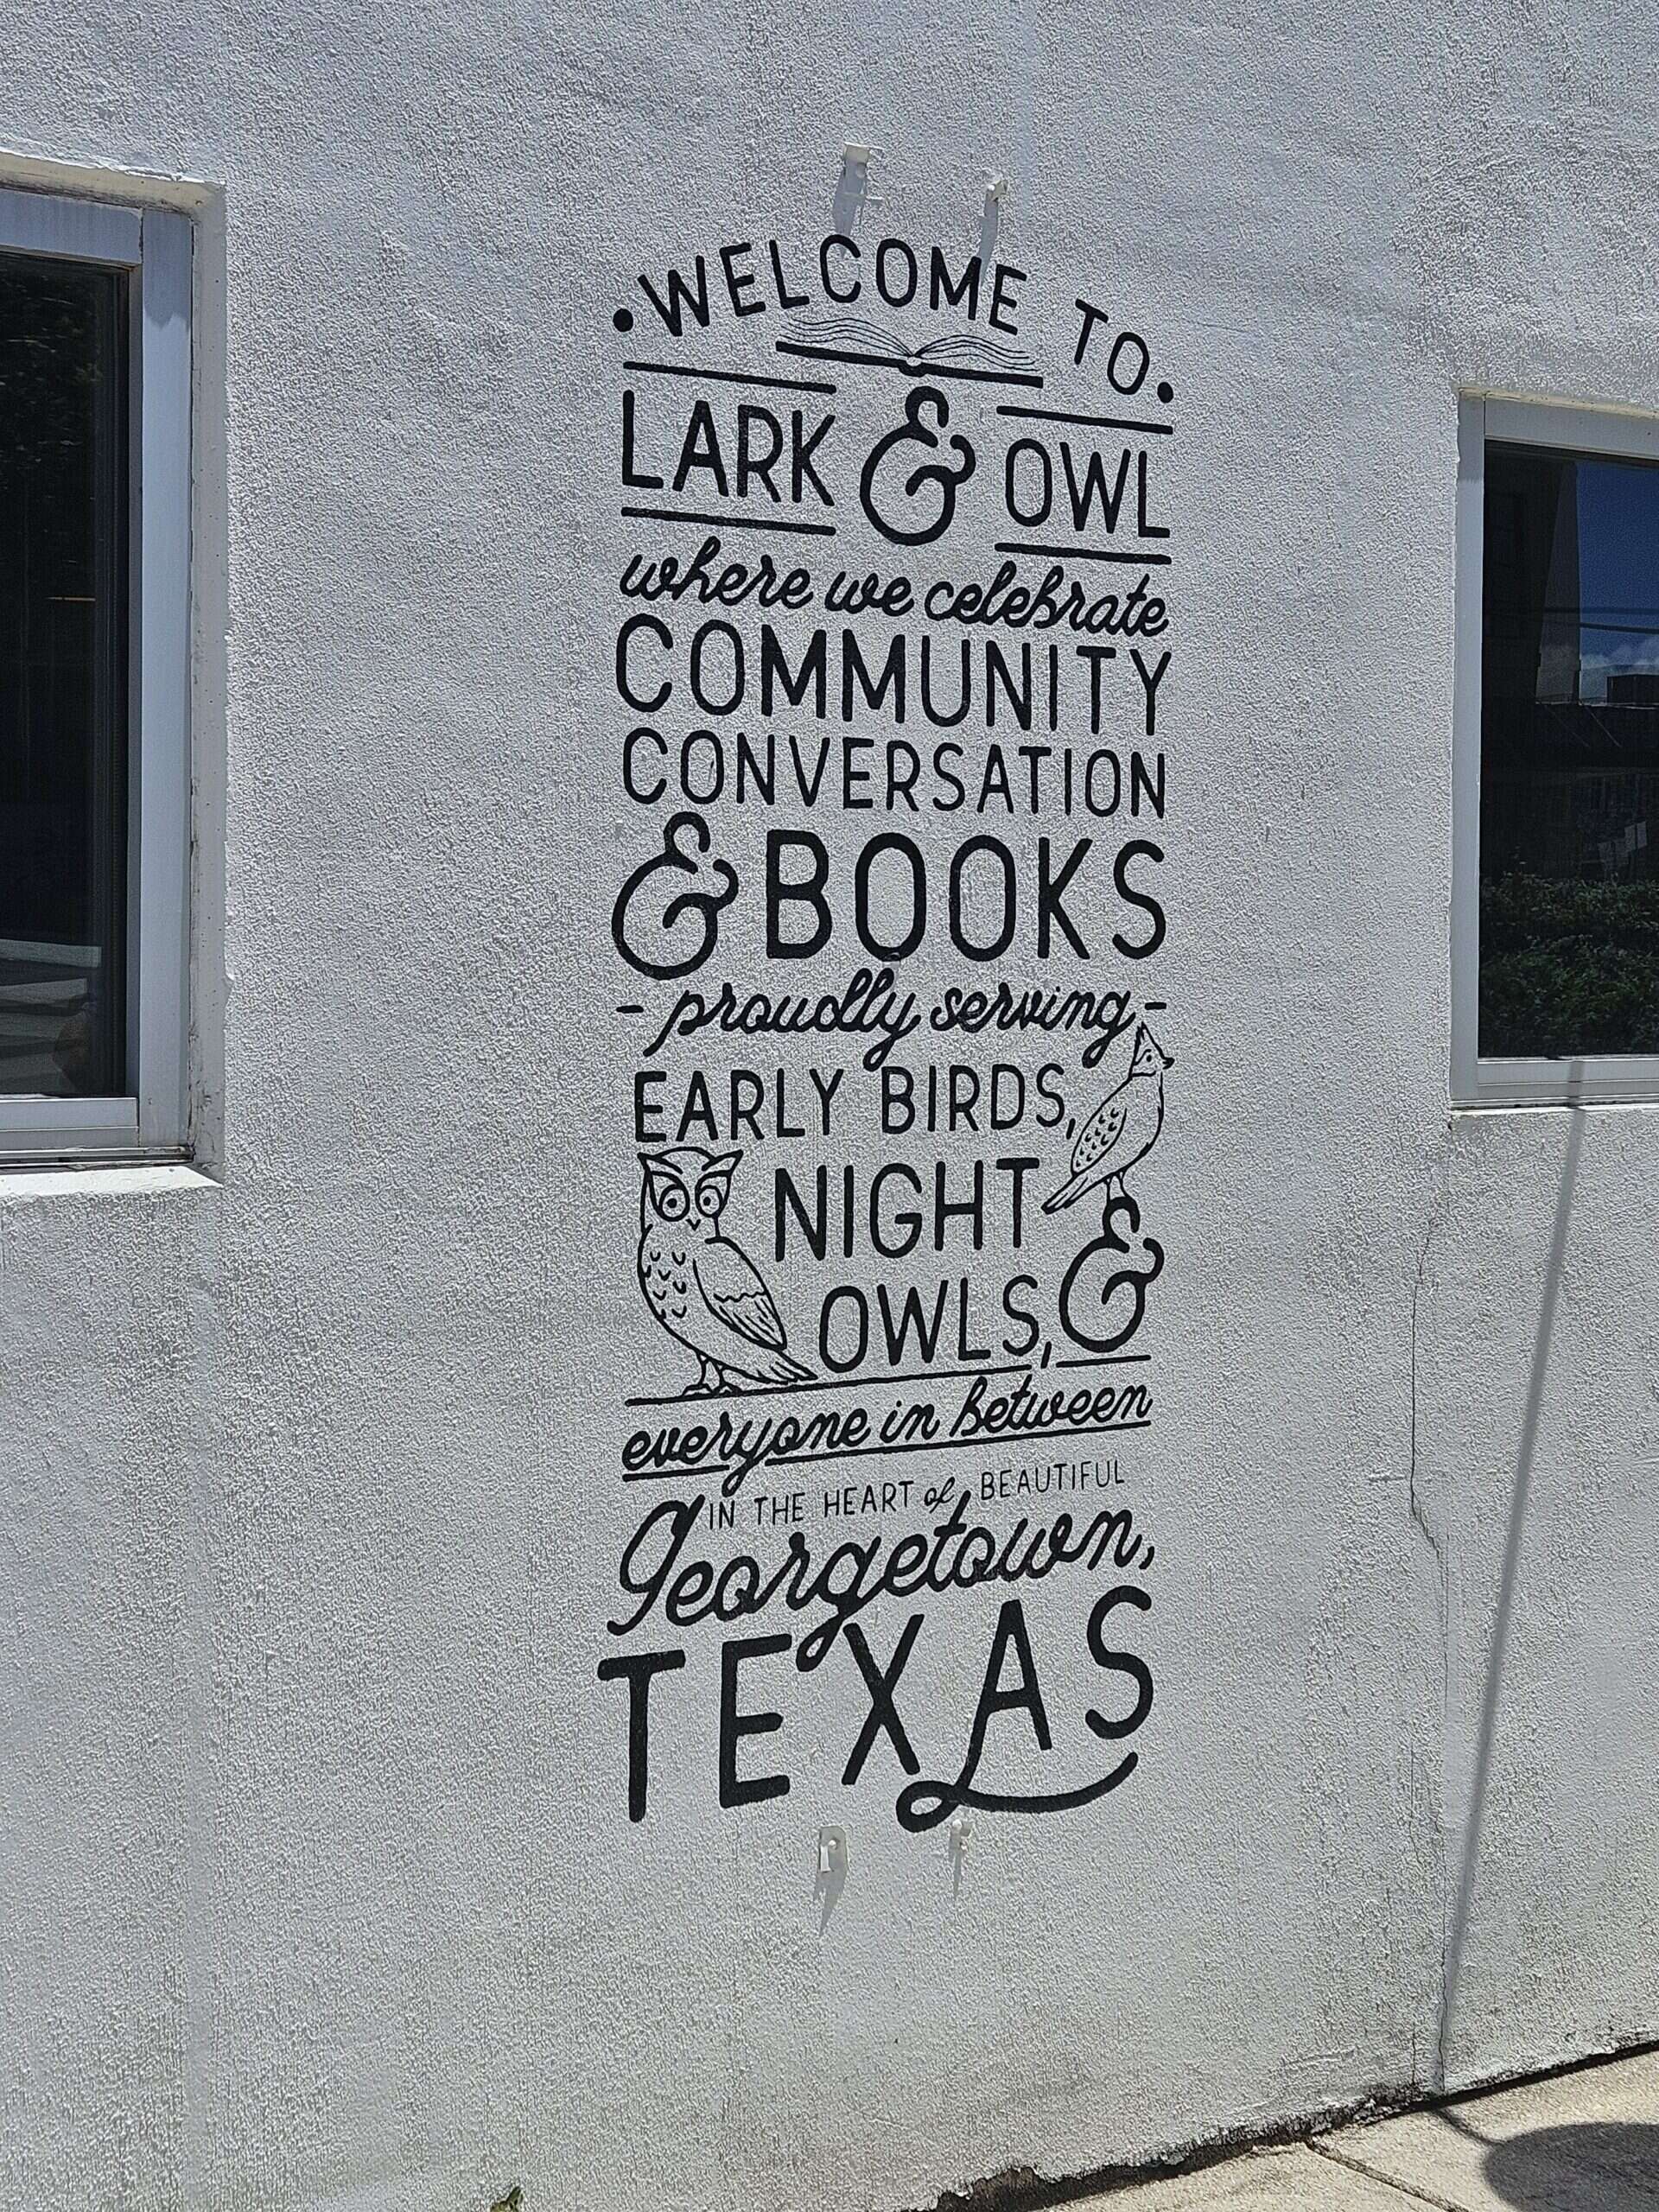 •WELCOME TO•
LARK & OWL
where we celebrate
COMMUNITY
CONVERSATION
& BOOKS
- proudly serving -
EARLY BIRDS,
NIGHT
OWLS, &
everyone in between
IN THE HEART of BEAUTIFUL
Georgetown,
TEXAS